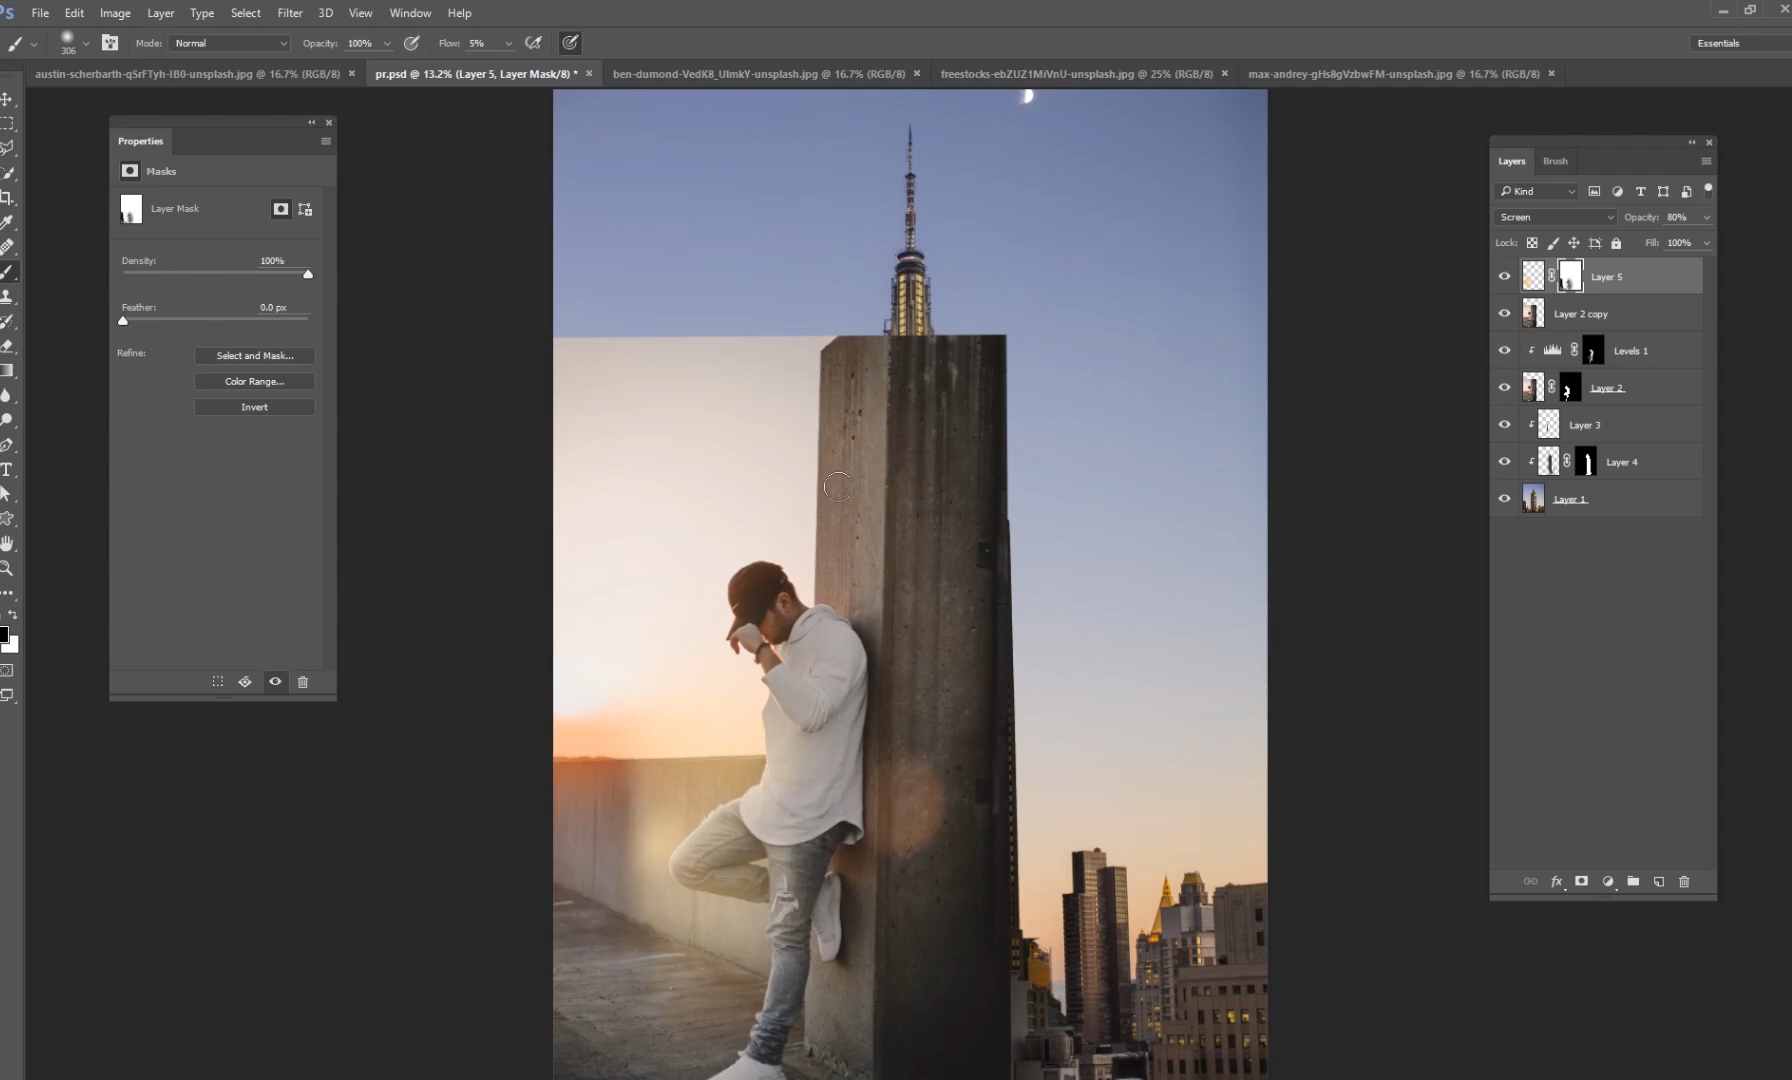 Ps File Edit Image Layer Type Select Filter 3D View Window Help
306 Mode: Normal Opacity: 100% Flow: 5% Essentials
austin-scherbarth-qSrFTyh-IB0-unsplash.jpg @ 16.7% (RGB/8) × pr.psd @ 13.2% (Layer 5, Layer Mask/8) * × ben-dumond-VedK8_UlmkY-unsplash.jpg @ 16.7% (RGB/8) × freestocks-ebZUZ1MiVnU-unsplash.jpg @ 25% (RGB/8) × max-andrey-gHs8gVzbwFM-unsplash.jpg @ 16.7% (RGB/8) ×
Properties
Masks
Layer Mask
Density: 100%
Feather: 0.0 px
Refine: Select and Mask...
Color Range...
Invert
Layers Brush
Kind
Screen Opacity: 80%
Lock: Fill: 100%
Layer 5
Layer 2 copy
Levels 1
Layer 2
Layer 3
Layer 4
Layer 1
fx